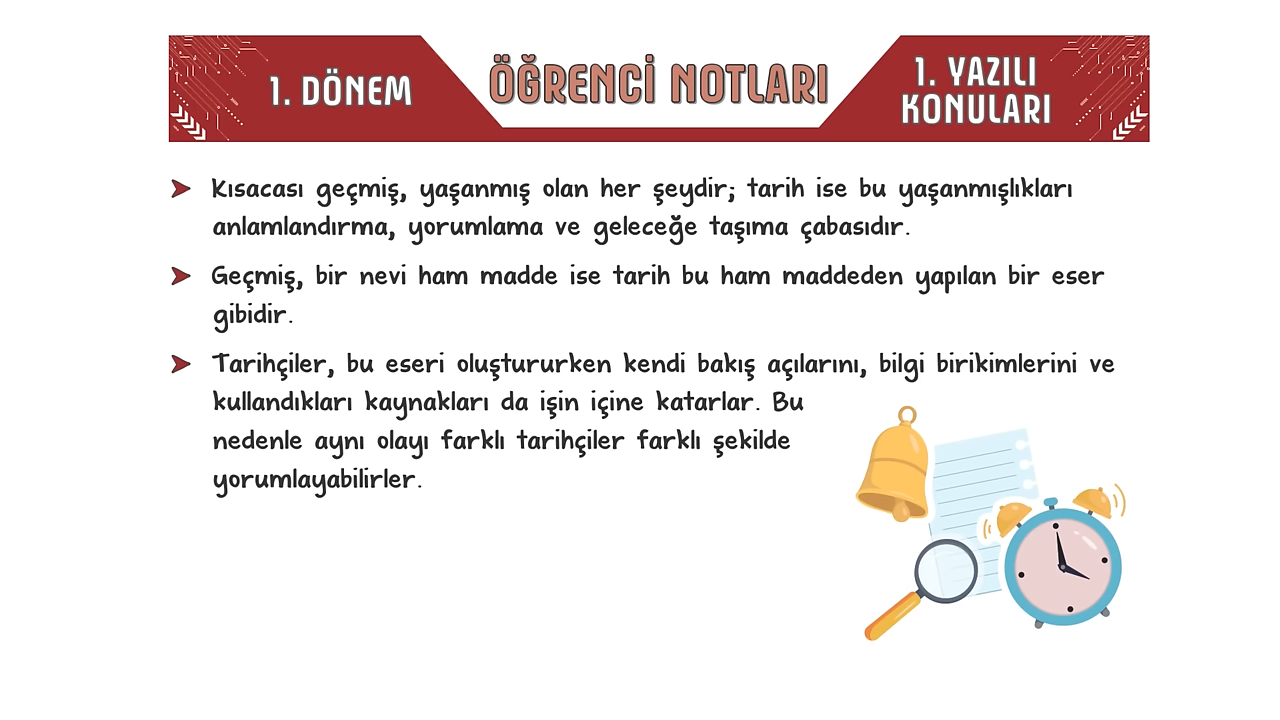 1. DÖNEM
ÖĞRENCİ NOTLARI
1. YAZILI
KONULARI
Kısacası geçmiş, yaşanmış olan her şeydir; tarih ise bu yaşanmışlıkları
anlamlandırma, yorumlama ve geleceğe taşıma çabasıdır.
Geçmiş, bir nevi ham madde ise tarih bu ham maddeden yapılan bir eser
gibidir.
Tarihçiler, bu eseri oluştururken kendi bakış açılarını, bilgi birikimlerini ve
kullandıkları kaynakları da işin içine katarlar. Bu
nedenle aynı olayı farklı tarihçiler farklı şekilde
yorumlayabilirler.